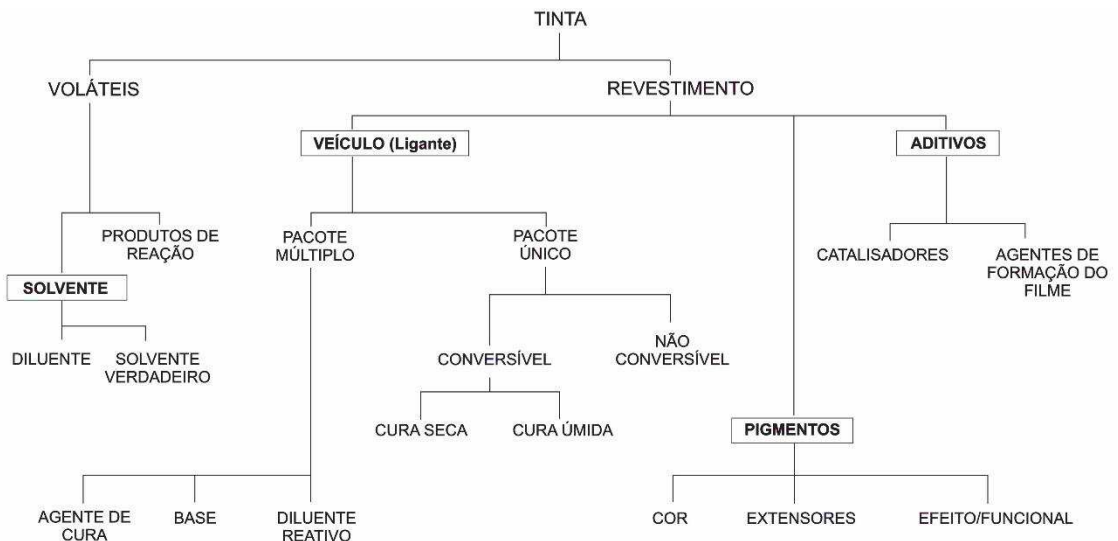 TINTA
VOLÁTEIS
REVESTIMENTO
VEÍCULO (Ligante)
ADITIVOS
PRODUTOS DE
REAÇÃO
PACOTE
MÚLTIPLO
PACOTE
ÚNICO
CATALISADORES
AGENTES DE
FORMAÇÃO DO
FILME
SOLVENTE
DILUENTE
SOLVENTE
VERDADEIRO
CONVERSÍVEL
NÃO
CONVERSÍVEL
CURA SECA
CURA ÚMIDA
PIGMENTOS
AGENTE DE
CURA
BASE
DILUENTE
REATIVO
COR
EXTENSORES
EFEITO/FUNCIONAL